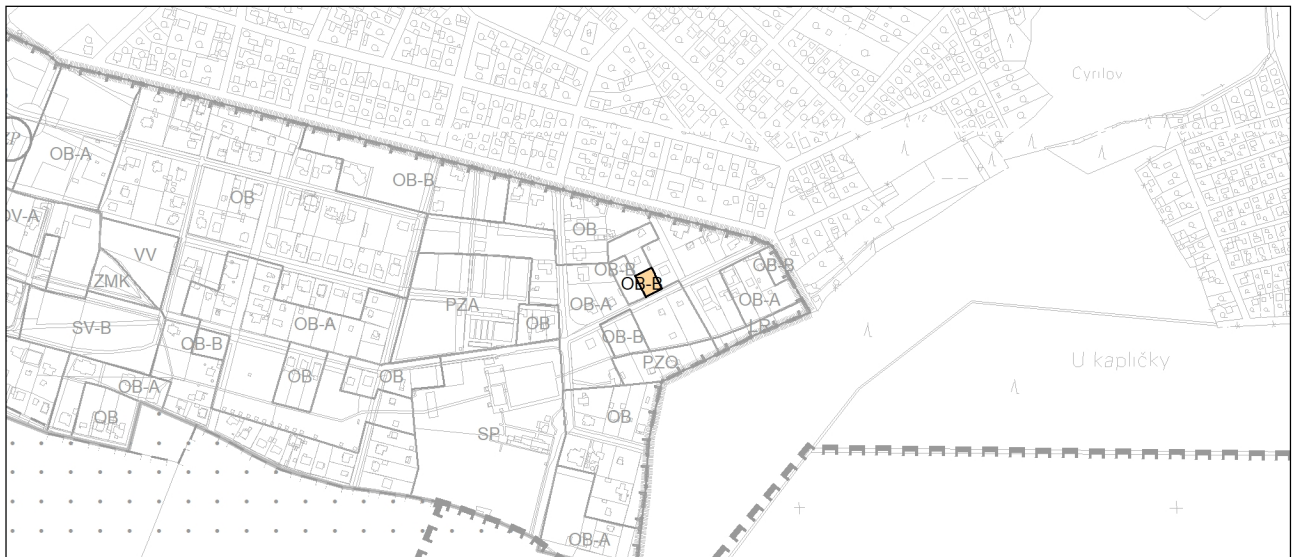 Cyrilov
OB-A
OB-B
OB
OB
OB-B
OB-B
OV-A
VV
OB-B
ZMK
OB-A
OB-A
PZA
SV-B
OB-A
OB
OB-B
OB-B
LR
PZO
U kapličky
OB-A
OB
OB
OB
OB
SP
OB-A